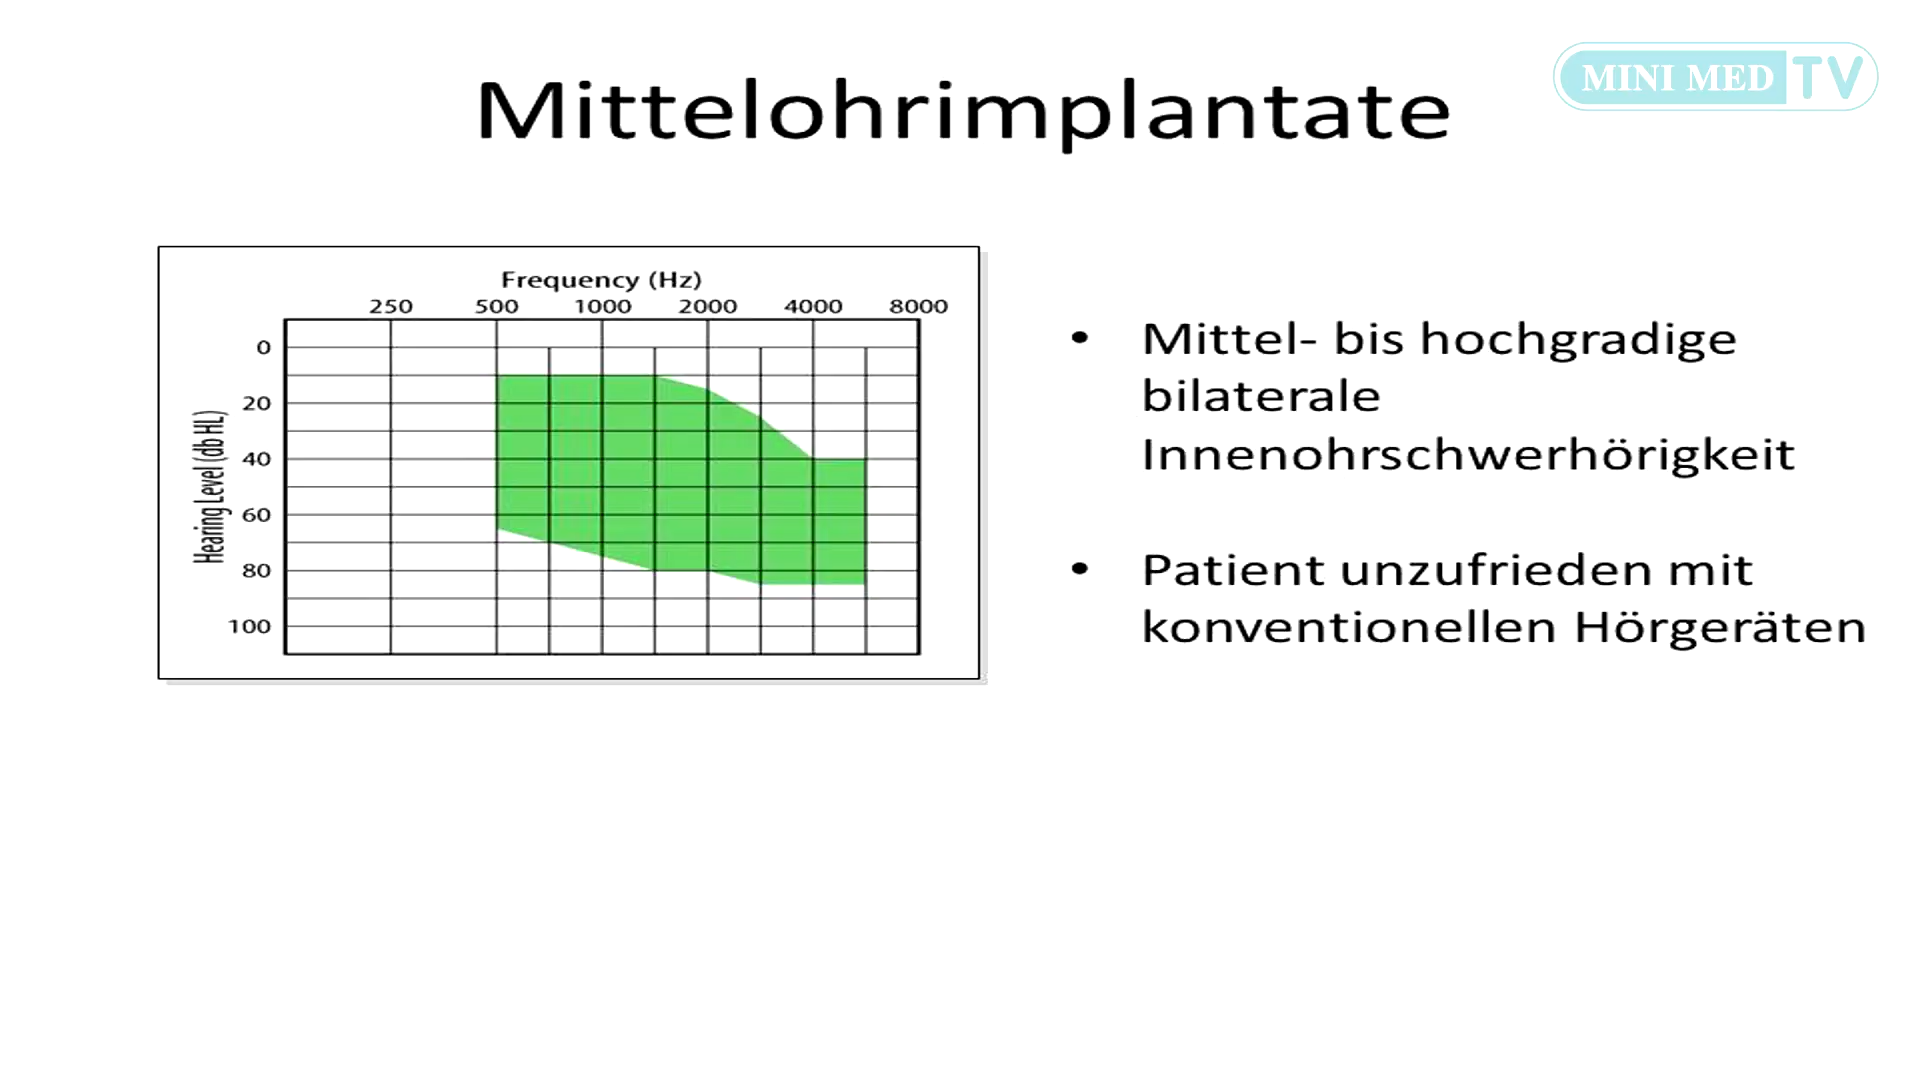 Mittelohrimplantate
MINI MED TV
Frequency (Hz)
250 500 1000 2000 4000 8000
0
20
40
60
80
100
Hearing Level (db HL)
• Mittel- bis hochgradige
bilaterale
Innenohrschwerhörigkeit
• Patient unzufrieden mit
konventionellen Hörgeräten